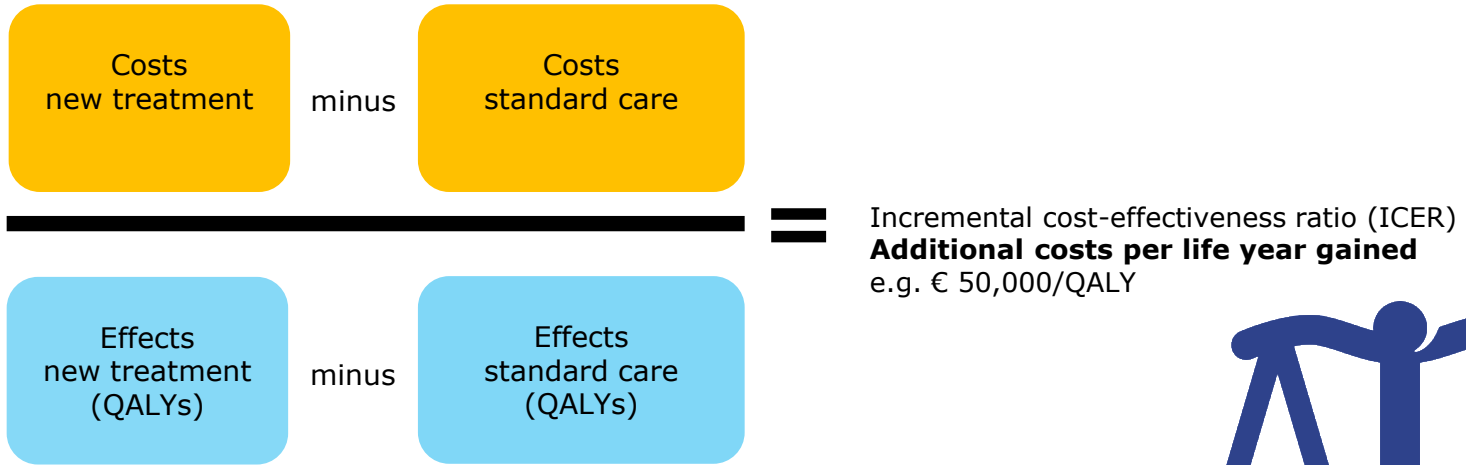 Costs
new treatment
minus
Costs
standard care
Incremental cost-effectiveness ratio (ICER)
Additional costs per life year gained
e.g. € 50,000/QALY
Effects
new treatment
(QALYs)
minus
Effects
standard care
(QALYs)